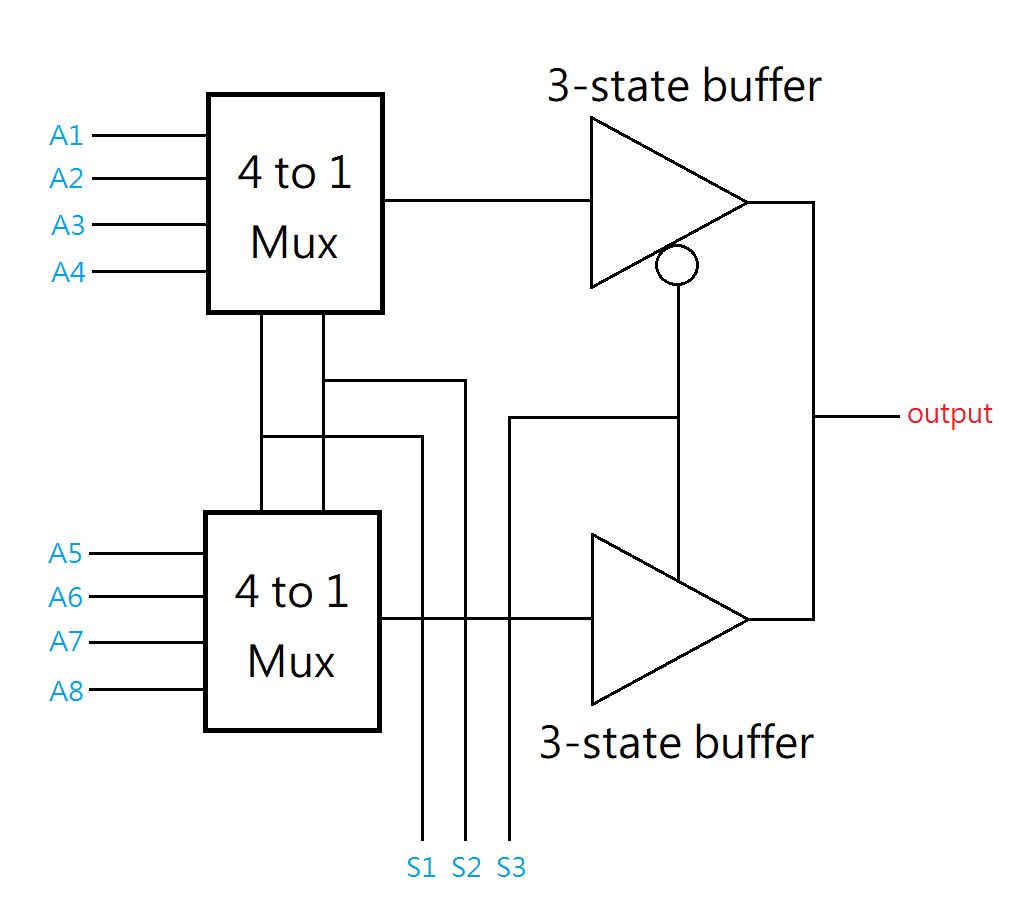 3-state buffer
A1
A2
A3
A4
4 to 1
Mux
output
A5
A6
A7
A8
4 to 1
Mux
3-state buffer
S1 S2 S3